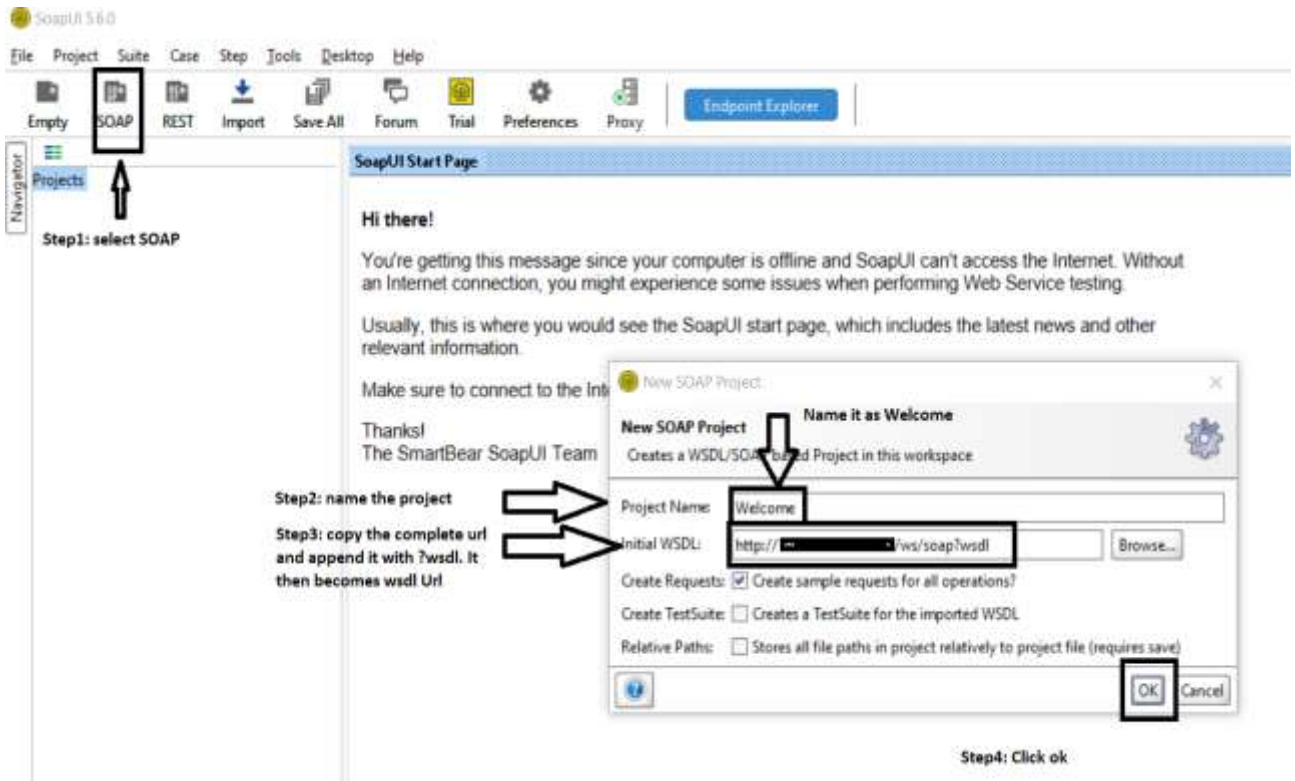 SoapUI 5.6.0
File Project Suite Case Step Tools Desktop Help
Empty SOAP REST Import Save All Forum Trial Preferences Proxy Endpoint Explorer
Navigator
Projects
SoapUI Start Page
Step1: select SOAP
Hi there!
You're getting this message since your computer is offline and SoapUI can't access the Internet. Without
an Internet connection, you might experience some issues when performing Web Service testing.
Usually, this is where you would see the SoapUI start page, which includes the latest news and other
relevant information.
Make sure to connect to the Int
Thanks!
The SmartBear SoapUI Team
New SOAP Project
Name it as Welcome
New SOAP Project
Creates a WSDL/SOAP based Project in this workspace
Step2: name the project
Project Name: Welcome
Step3: copy the complete url
and append it with ?wsdl. It
then becomes wsdl Url
Initial WSDL: http:// /ws/soap?wsdl Browse...
Create Requests: Create sample requests for all operations?
Create TestSuite: Creates a TestSuite for the imported WSDL
Relative Paths: Stores all file paths in project relatively to project file (requires save)
OK Cancel
Step4: Click ok